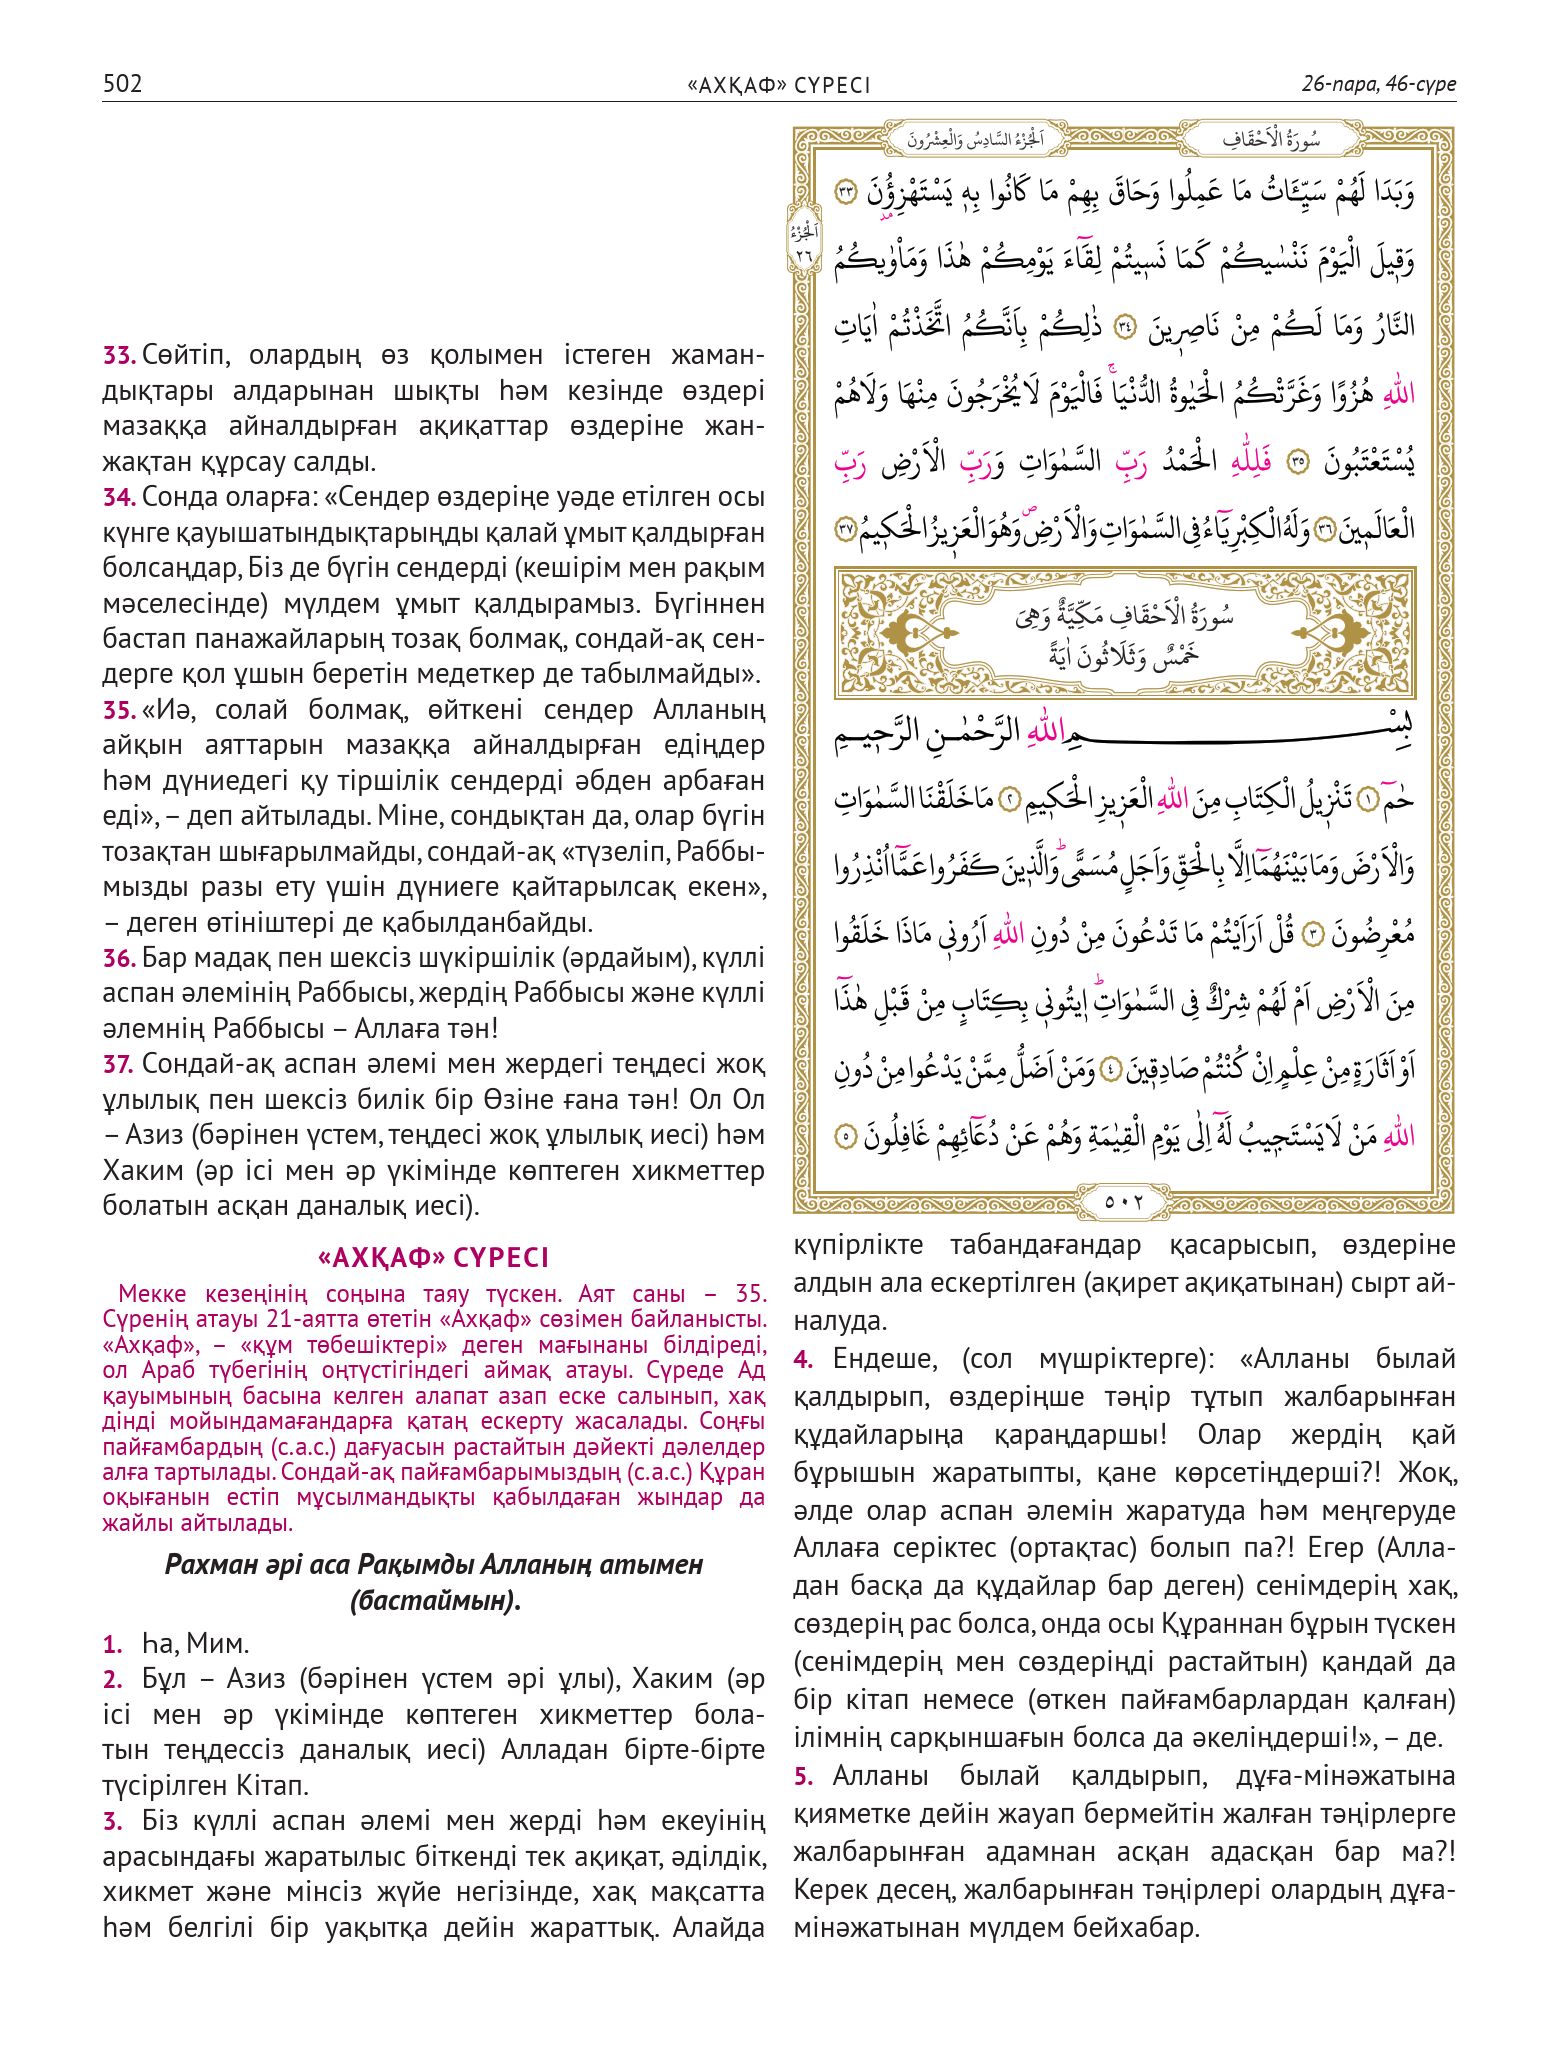 502
«АХҚАФ» СҮРЕСІ
26-пара, 46-сүре
33. Сөйтіп, олардың өз қолымен істеген жаман-
дықтары алдарынан шықты һәм кезінде өздері
мазаққа айналдырған ақиқаттар өздеріне жан-
жақтан құрсау салды.
34. Сонда оларға: «Сендер өздеріңе уәде етілген осы
күнге қауышатындықтарыңды қалай ұмыт қалдырған
болсаңдар, Біз де бүгін сендерді (кешірім мен рақым
мәселесінде) мүлдем ұмыт қалдырамыз. Бүгіннен
бастап панажайларың тозақ болмақ, сондай-ақ сен-
дерге қол ұшын беретін медеткер де табылмайды».
35. «Иә, солай болмақ, өйткені сендер Алланың
айқын аяттарын мазаққа айналдырған едіңдер
һәм дүниедегі қу тіршілік сендерді әбден арбаған
еді», – деп айтылады. Міне, сондықтан да, олар бүгін
тозақтан шығарылмайды, сондай-ақ «түзеліп, Раббы-
мызды разы ету үшін дүниеге қайтарылсақ екен»,
– деген өтініштері де қабылданбайды.
36. Бар мадақ пен шексіз шүкіршілік (әрдайым), күллі
аспан әлемінің Раббысы, жердің Раббысы және күллі
әлемнің Раббысы – Аллаға тән!
37. Сондай-ақ аспан әлемі мен жердегі теңдесі жоқ
ұлылық пен шексіз билік бір Өзіне ғана тән! Ол Ол
– Азиз (бәрінен үстем, теңдесі жоқ ұлылық иесі) һәм
Хаким (әр ісі мен әр үкімінде көптеген хикметтер
болатын асқан даналық иесі).
«АХҚАФ» СҮРЕСІ
Мекке кезеңінің соңына таяу түскен. Аят саны – 35.
Сүренің атауы 21-аятта өтетін «Ахқаф» сөзімен байланысты.
«Ахқаф», – «құм төбешіктері» деген мағынаны білдіреді,
ол Араб түбегінің оңтүстігіндегі аймақ атауы. Сүреде Ад
қауымының басына келген алапат азап еске салынып, хақ
дінді мойындамағандарға қатаң ескерту жасалады. Соңғы
пайғамбардың (с.а.с.) дағуасын растайтын дәйекті дәлелдер
алға тартылады. Сондай-ақ пайғамбарымыздың (с.а.с.) Құран
оқығанын естіп мұсылмандықты қабылдаған жындар да
жайлы айтылады.
Рахман әрі аса Рақымды Алланың атымен
(бастаймын).
1. Һа, Мим.
2. Бұл – Азиз (бәрінен үстем әрі ұлы), Хаким (әр
ісі мен әр үкімінде көптеген хикметтер бола-
тын теңдессіз даналық иесі) Алладан бірте-бірте
түсірілген Кітап.
3. Біз күллі аспан әлемі мен жерді һәм екеуінің
арасындағы жаратылыс біткенді тек ақиқат, әділдік,
хикмет және мінсіз жүйе негізінде, хақ мақсатта
һәм белгілі бір уақытқа дейін жараттық. Алайда
سُورَةُ الْاَحْقَافِ
اَلْجُزْءُ السَّادِسُ وَالْعِشْرُونَ
اَلْجُزْءُ
٢٦
وَبَدَا لَهُمْ سَيِّـَٔاتُ مَا عَمِلُوا وَحَاقَ بِهِمْ مَا كَانُوا بِهٖ يَسْتَهْزِؤُ۫نَ ٣٣
وَقٖيلَ الْيَوْمَ نَنْسٰيكُمْ كَمَا نَسٖيتُمْ لِقَٓاءَ يَوْمِكُمْ هٰذَا وَمَاْوٰيكُمُ
النَّارُ وَمَا لَكُمْ مِنْ نَاصِرٖينَ ٣٤ ذٰلِكُمْ بِاَنَّكُمُ اتَّخَذْتُمْ اٰيَاتِ
اللّٰهِ هُزُوًا وَغَرَّتْكُمُ الْحَيٰوةُ الدُّنْيَاۚ فَالْيَوْمَ لَا يُخْرَجُونَ مِنْهَا وَلَاهُمْ
يُسْتَعْتَبُونَ ٣٥ فَلِلّٰهِ الْحَمْدُ رَبِّ السَّمٰوَاتِ وَرَبِّ الْاَرْضِ رَبِّ
الْعَالَمٖينَ ٣٦ وَلَهُ الْكِبْرِيَٓاءُ فِي السَّمٰوَاتِ وَالْاَرْضِۖ وَهُوَ الْعَزٖيزُ الْحَكٖيمُ ٣٧
سُورَةُ الْاَحْقَافِ مَكِّيَّةٌ وَهِىَ
خَمْسٌ وَثَلَاثُونَ اٰيَةً
بِسْمِ اللّٰهِ الرَّحْمٰنِ الرَّحٖيمِ
حٰمٓ ١ تَنْزٖيلُ الْكِتَابِ مِنَ اللّٰهِ الْعَزٖيزِ الْحَكٖيمِ ٢ مَا خَلَقْنَا السَّمٰوَاتِ
وَالْاَرْضَ وَمَا بَيْنَهُمَٓا اِلَّا بِالْحَقِّ وَاَجَلٍ مُسَمًّىؕ وَالَّذٖينَ كَفَرُوا عَمَّٓا اُنْذِرُوا
مُعْرِضُونَ ٣ قُلْ اَرَاَيْتُمْ مَا تَدْعُونَ مِنْ دُونِ اللّٰهِ اَرُونٖي مَاذَا خَلَقُوا
مِنَ الْاَرْضِ اَمْ لَهُمْ شِرْكٌ فِي السَّمٰوَاتِؕ اٖيتُونٖي بِكِتَابٍ مِنْ قَبْلِ هٰذَٓا
اَوْ اَثَارَةٍ مِنْ عِلْمٍ اِنْ كُنْتُمْ صَادِقٖينَ ٤ وَمَنْ اَضَلُّ مِمَّنْ يَدْعُوا مِنْ دُونِ
اللّٰهِ مَنْ لَا يَسْتَجٖيبُ لَهُٓ اِلٰى يَوْمِ الْقِيٰمَةِ وَهُمْ عَنْ دُعَٓائِهِمْ غَافِلُونَ ٥
٥٠٢
күпірлікте табандағандар қасарысып, өздеріне
алдын ала ескертілген (ақирет ақиқатынан) сырт ай-
налуда.
4. Ендеше, (сол мүшріктерге): «Алланы былай
қалдырып, өздеріңше тәңір тұтып жалбарынған
құдайларыңа қараңдаршы! Олар жердің қай
бұрышын жаратыпты, қане көрсетіңдерші?! Жоқ,
әлде олар аспан әлемін жаратуда һәм меңгеруде
Аллаға серіктес (ортақтас) болып па?! Егер (Алла-
дан басқа да құдайлар бар деген) сенімдерің хақ,
сөздерің рас болса, онда осы Құраннан бұрын түскен
(сенімдерің мен сөздеріңді растайтын) қандай да
бір кітап немесе (өткен пайғамбарлардан қалған)
ілімнің сарқыншағын болса да әкеліңдерші!», – де.
5. Алланы былай қалдырып, дұға-мінәжатына
қияметке дейін жауап бермейтін жалған тәңірлерге
жалбарынған адамнан асқан адасқан бар ма?!
Керек десең, жалбарынған тәңірлері олардың дұға-
мінәжатынан мүлдем бейхабар.